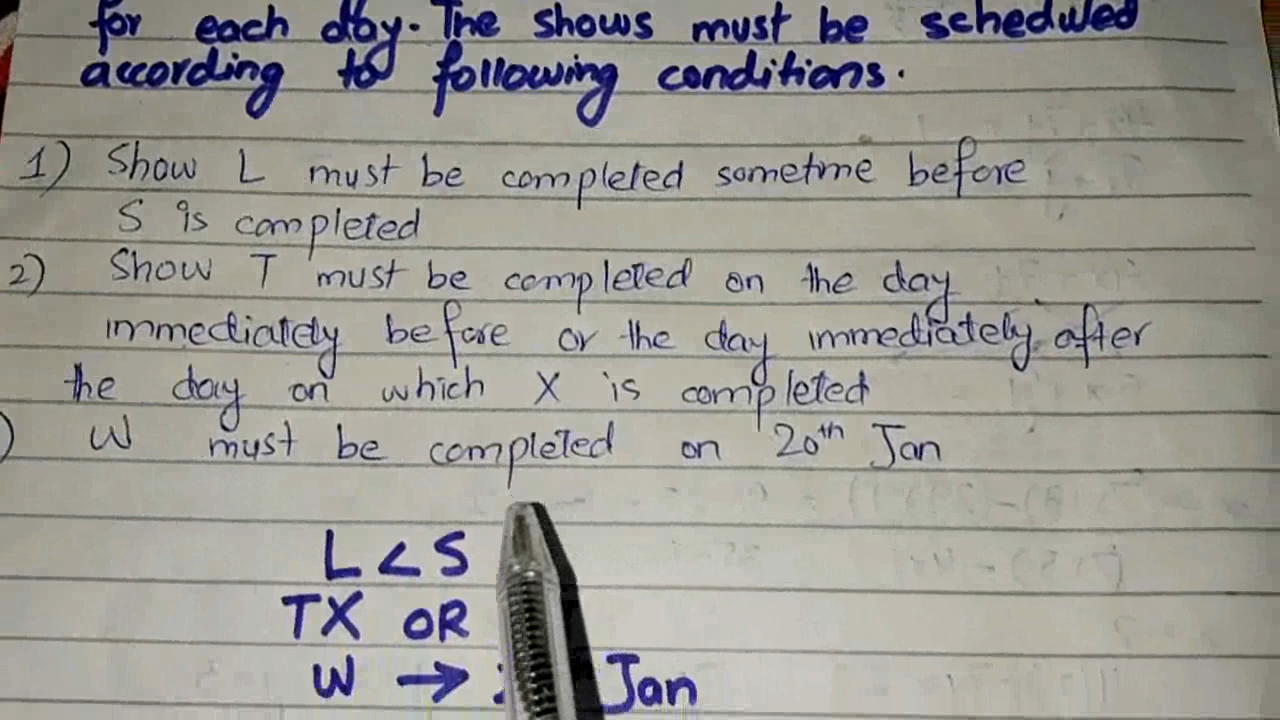 for each day. The shows must be scheduled
according to following conditions.
1) Show L must be completed sometme before
S is completed
2) Show T must be completed on the day
immediately before or the day immediately after
the day on which X is completed
) W must be completed on 20th Jan
L < S
TX OR
W → Jan